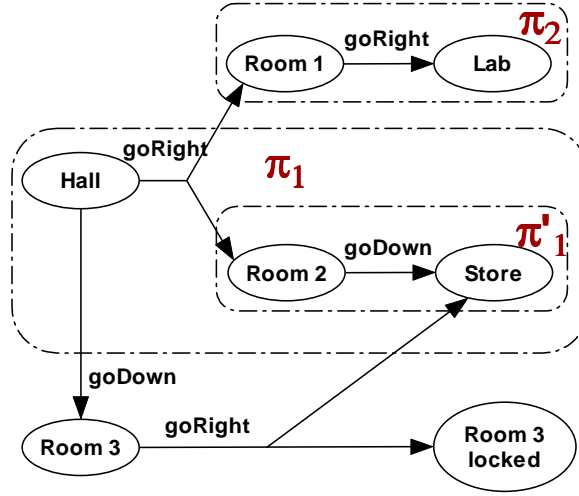 π2
goRight
Room 1
Lab
goRight
π1
Hall
π'1
goDown
Room 2
Store
goDown
goRight
Room 3
Room 3
locked